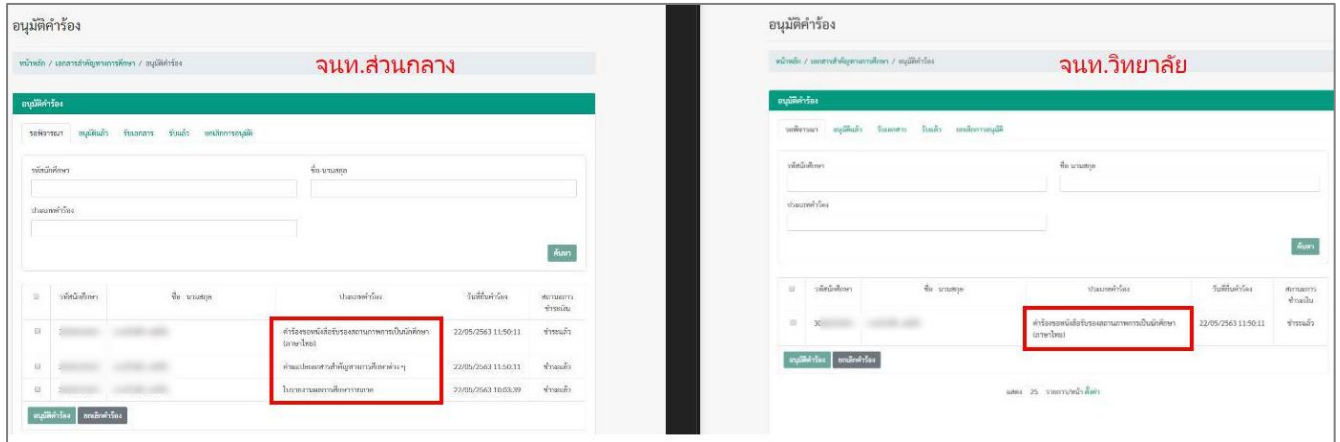 อนุมัติคำร้อง
หน้าหลัก / เอกสารสำคัญทางการศึกษา / อนุมัติคำร้อง
จนท.ส่วนกลาง
อนุมัติคำร้อง
รอพิจารณา อนุมัติแล้ว รับเอกสาร รับแล้ว ยกเลิกการอนุมัติ
รหัสนักศึกษา ชื่อ-นามสกุล
ประเภทคำร้อง
ค้นหา
รหัสนักศึกษา ชื่อ นามสกุล ประเภทคำร้อง วันที่ยื่นคำร้อง สถานะการ
ชำระเงิน
คำร้องขอหนังสือรับรองสถานภาพการเป็นนักศึกษา 22/05/2563 11:50:11 ชำระแล้ว
(ภาษาไทย)
ค่าแปลเอกสารสำคัญทางการศึกษาต่าง ๆ 22/05/2563 11:50:11 ชำระแล้ว
ใบรายงานผลการศึกษารายภาค 22/05/2563 10:03:39 ชำระแล้ว
อนุมัติคำร้อง ยกเลิกคำร้อง
อนุมัติคำร้อง
หน้าหลัก / เอกสารสำคัญทางการศึกษา / อนุมัติคำร้อง
จนท.วิทยาลัย
อนุมัติคำร้อง
รอพิจารณา อนุมัติแล้ว รับเอกสาร รับแล้ว ยกเลิกการอนุมัติ
รหัสนักศึกษา ชื่อ นามสกุล
ประเภทคำร้อง
ค้นหา
รหัสนักศึกษา ชื่อ นามสกุล ประเภทคำร้อง วันที่ยื่นคำร้อง สถานะการ
ชำระเงิน
30 คำร้องขอหนังสือรับรองสถานภาพการเป็นนักศึกษา 22/05/2563 11:50:11 ชำระแล้ว
(ภาษาไทย)
อนุมัติคำร้อง ยกเลิกคำร้อง
แสดง 25 รายการ/หน้า ตั้งค่า